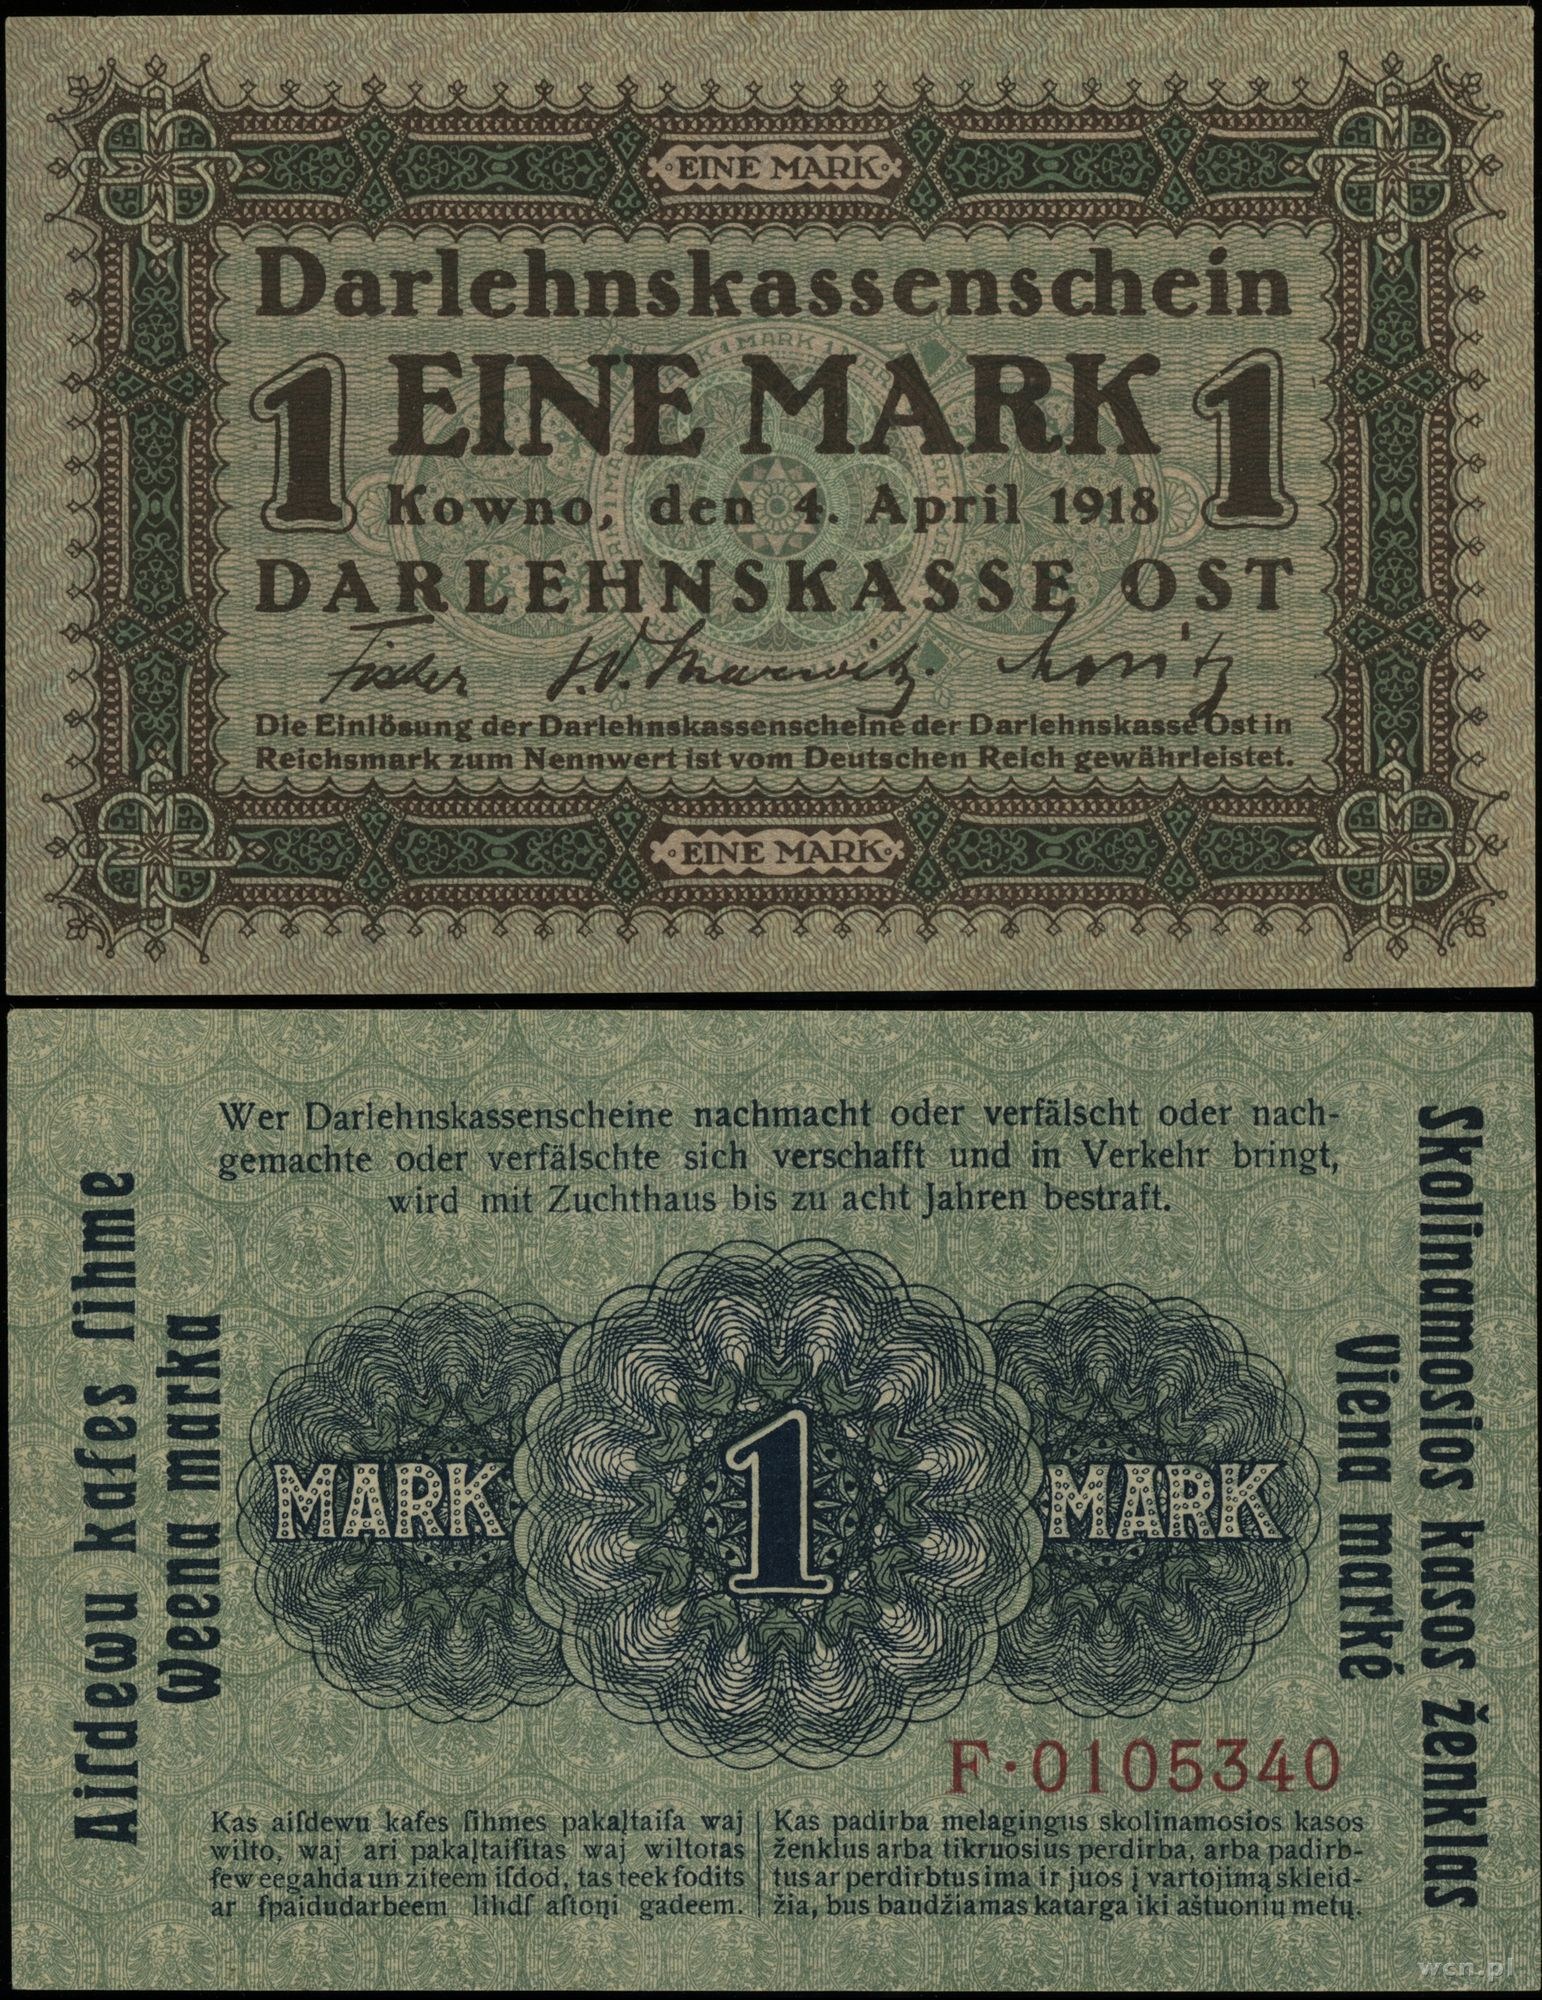 EINE MARK
Darlehnskassenschein
1 EINE MARK 1
Kowno, den 4. April 1918
DARLEHNSKASSE OST
Fischer
Die Einlösung der Darlehnskassenscheine der Darlehnskasse Ost in
Reichsmark zum Nennwert ist vom Deutschen Reich gewährleistet.
EINE MARK
Wer Darlehnskassenscheine nachmacht oder verfälscht oder nach-
gemachte oder verfälschte sich verschafft und in Verkehr bringt,
wird mit Zuchthaus bis zu acht Jahren bestraft.
Aiſdewu kaſes ſihme
Weena marka
MARK 1 MARK
Skolinamosios kasos ženklas
Viena markė
F·0105340
Kas aiſdewu kaſes ſihmes pakaļtaiſa waj
wilto, waj ari pakaļtaiſitas waj wiltotas
ſew eegahda un ziteem iſdod, tas teek ſodits
ar ſpaidudarbeem lihdſ aſtoņi gadeem.
Kas padirba melagingus skolinamosios kasos
ženklus arba tikruosius perdirba, arba padirb-
tus ar perdirbtus ima ir juos į vartojimą skleid-
žia, bus baudžiamas katarga iki aštuonių metų.
wcn.pl